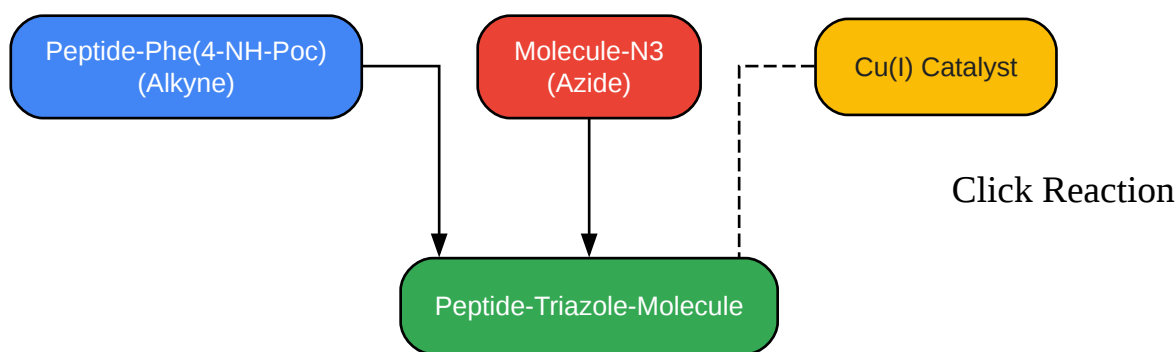 Peptide-Phe(4-NH-Poc)
(Alkyne)
Molecule-N3
(Azide)
Cu(I) Catalyst
Click Reaction
Peptide-Triazole-Molecule